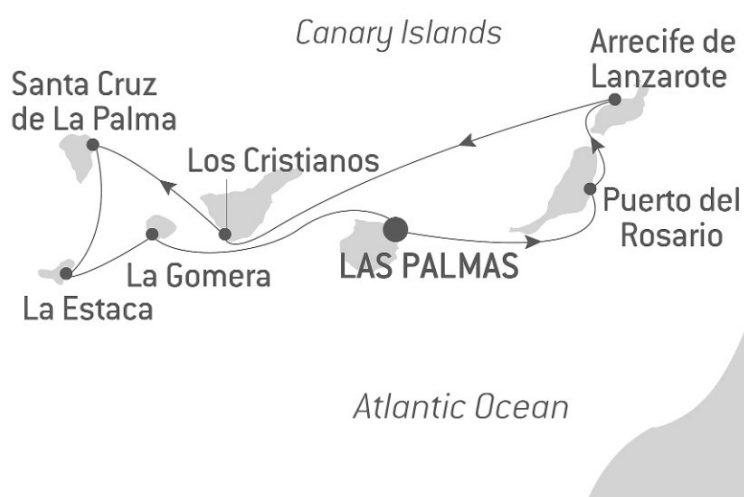 Canary Islands
Arrecife de
Lanzarote
Santa Cruz
de La Palma
Los Cristianos
Puerto del
Rosario
La Gomera
LAS PALMAS
La Estaca
Atlantic Ocean